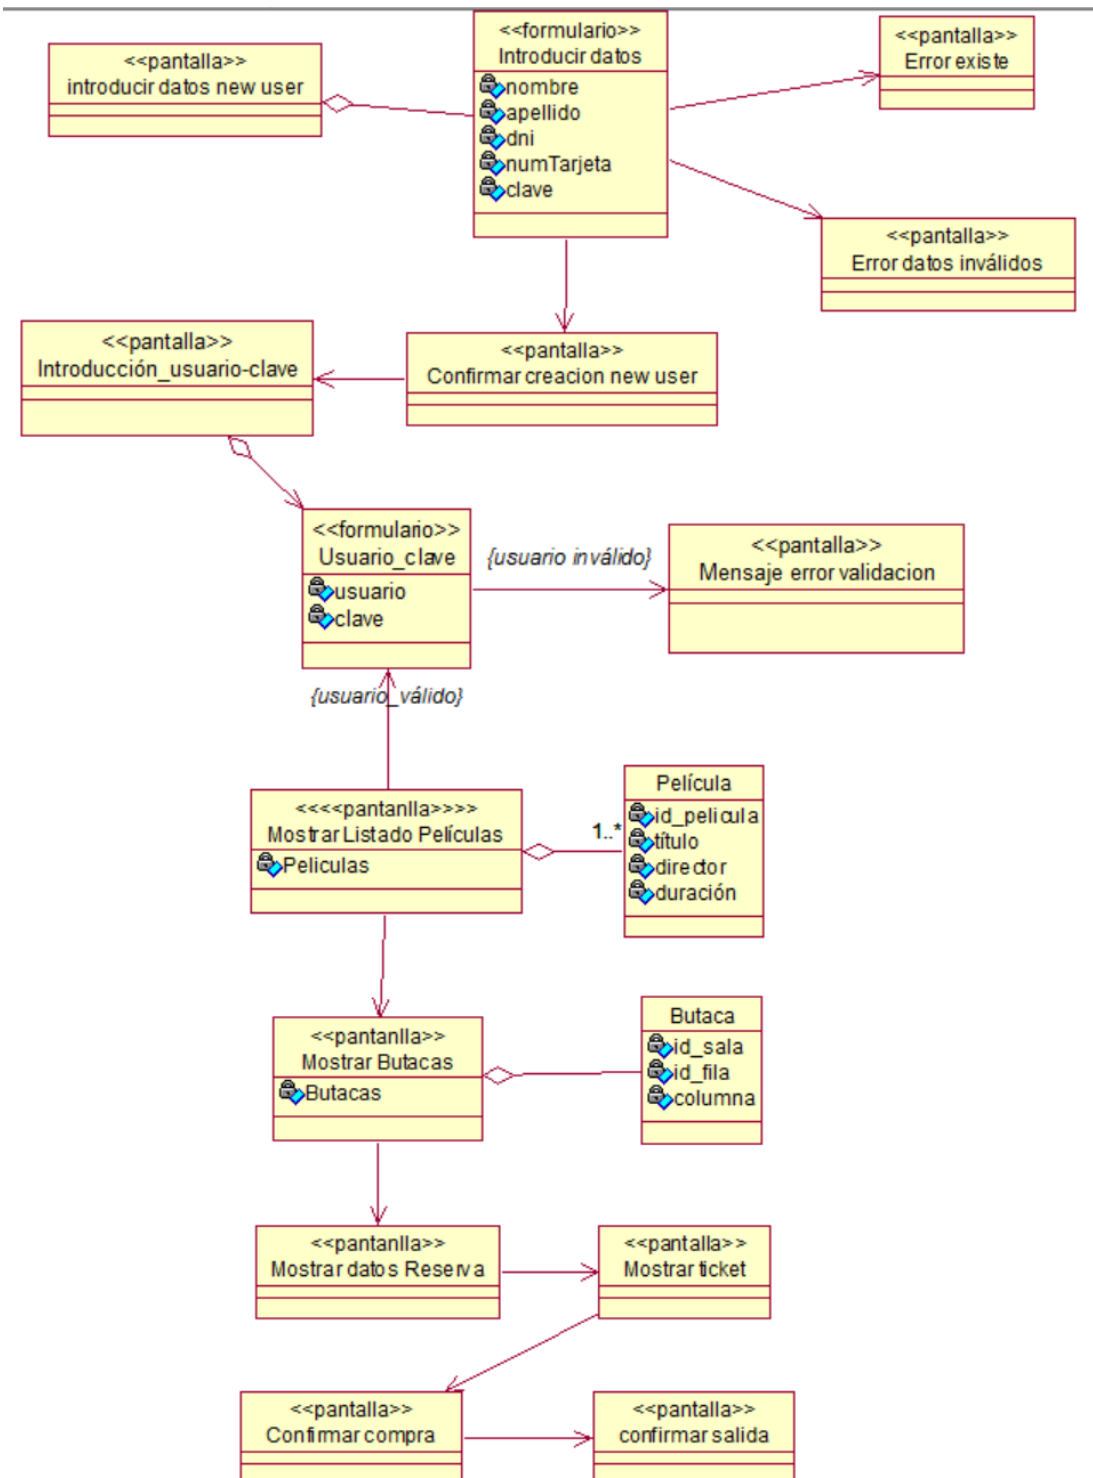 <<formulario>>
Introducir datos
nombre
apellido
dni
numTarjeta
clave
<<pantalla>>
introducir datos new user
<<pantalla>>
Error existe
<<pantalla>>
Error datos inválidos
<<pantalla>>
Introducción_usuario-clave
<<pantalla>>
Confirmar creacion new user
<<formulario>>
Usuario_clave
usuario
clave
{usuario inválido}
<<pantalla>>
Mensaje error validacion
{usuario_válido}
<<<<pantanlla>>>>
Mostrar Listado Películas
Peliculas
1..*
Película
id_pelicula
título
director
duración
<<pantanlla>>
Mostrar Butacas
Butacas
Butaca
id_sala
id_fila
columna
<<pantanlla>>
Mostrar datos Reserva
<<pantalla>>
Mostrar ticket
<<pantalla>>
Confirmar compra
<<pantalla>>
confirmar salida